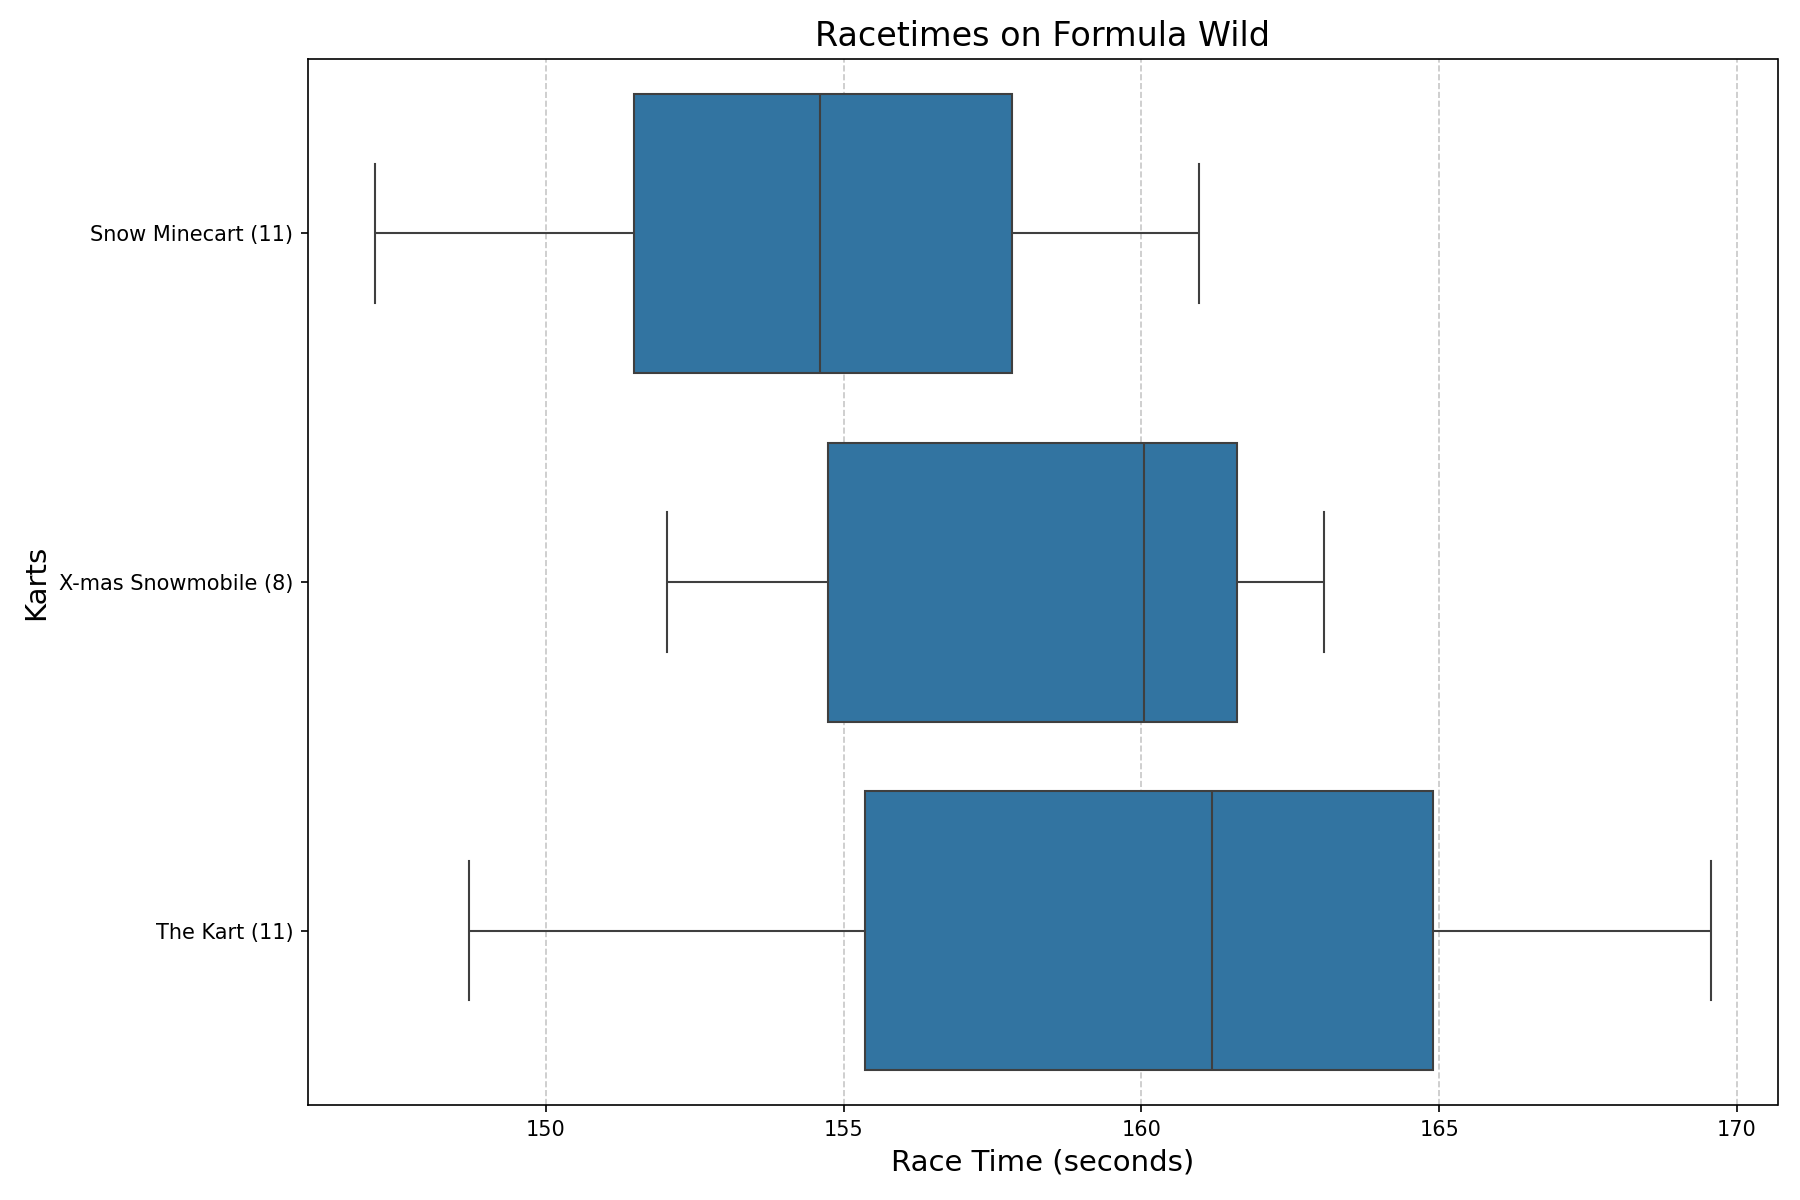 Racetimes on Formula Wild
Karts
Snow Minecart (11)
X-mas Snowmobile (8)
The Kart (11)
150 155 160 165 170
Race Time (seconds)